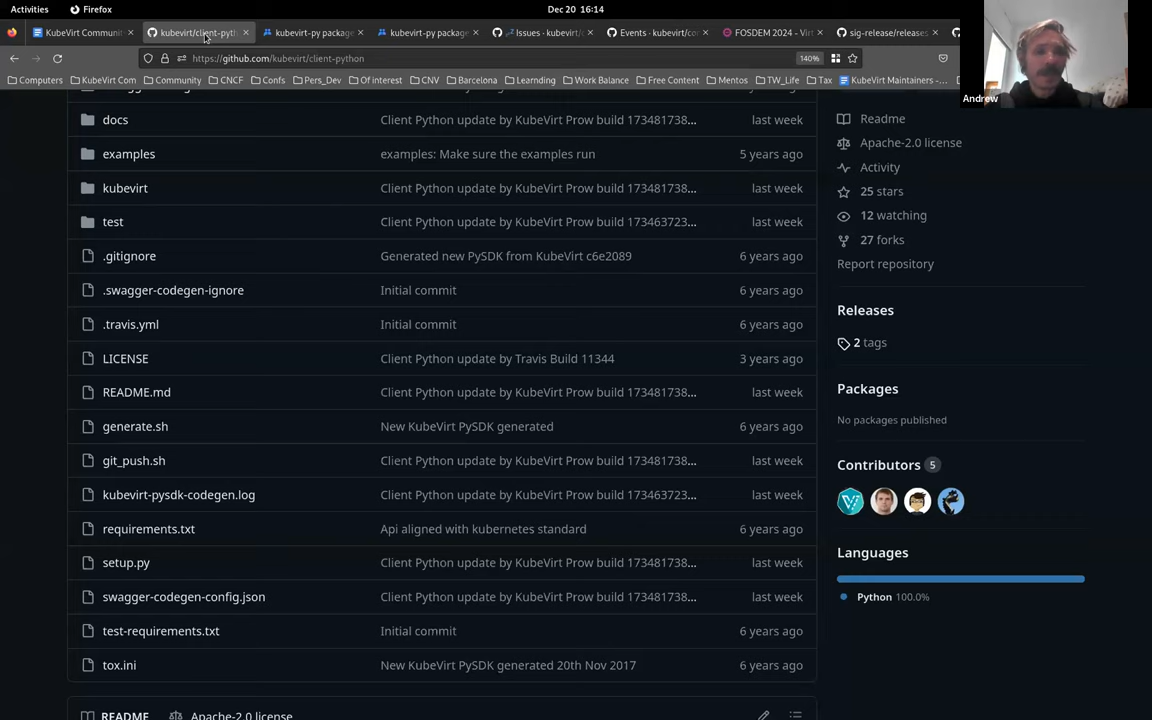 Activities Firefox Dec 20 16:14
KubeVirt Communi kubevirt/client-pyth kubevirt-py package kubevirt-py package Issues · kubevirt/c Events · kubevirt/co FOSDEM 2024 - Virt sig-release/releases
https://github.com/kubevirt/client-python 140%
Computers KubeVirt Com Community CNCF Confs Pers_Dev Of interest CNV Barcelona Learnding Work Balance Free Content Mentos TW_Life Tax KubeVirt Maintainers -...
Andrew
docs Client Python update by KubeVirt Prow build 173481738... last week
examples examples: Make sure the examples run 5 years ago
kubevirt Client Python update by KubeVirt Prow build 173481738... last week
test Client Python update by KubeVirt Prow build 173463723... last week
.gitignore Generated new PySDK from KubeVirt c6e2089 6 years ago
.swagger-codegen-ignore Initial commit 6 years ago
.travis.yml Initial commit 6 years ago
LICENSE Client Python update by Travis Build 11344 3 years ago
README.md Client Python update by KubeVirt Prow build 173481738... last week
generate.sh New KubeVirt PySDK generated 6 years ago
git_push.sh Client Python update by KubeVirt Prow build 173481738... last week
kubevirt-pysdk-codegen.log Client Python update by KubeVirt Prow build 173463723... last week
requirements.txt Api aligned with kubernetes standard 6 years ago
setup.py Client Python update by KubeVirt Prow build 173481738... last week
swagger-codegen-config.json Client Python update by KubeVirt Prow build 173481738... last week
test-requirements.txt Initial commit 6 years ago
tox.ini New KubeVirt PySDK generated 20th Nov 2017 6 years ago
README Apache-2.0 license
Readme
Apache-2.0 license
Activity
25 stars
12 watching
27 forks
Report repository
Releases
2 tags
Packages
No packages published
Contributors 5
Languages
Python 100.0%